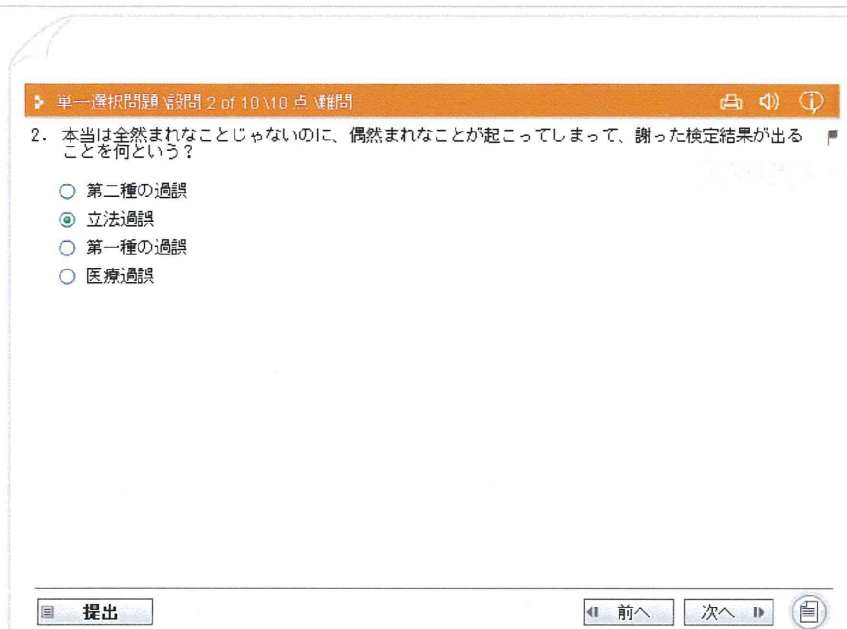 単一選択問題 \設問 2 of 10 \10 点 \難問
2. 本当は全然まれなことじゃないのに、偶然まれなことが起こってしまって、謝った検定結果が出る
ことを何という？
第二種の過誤
立法過誤
第一種の過誤
医療過誤
提出
前へ
次へ